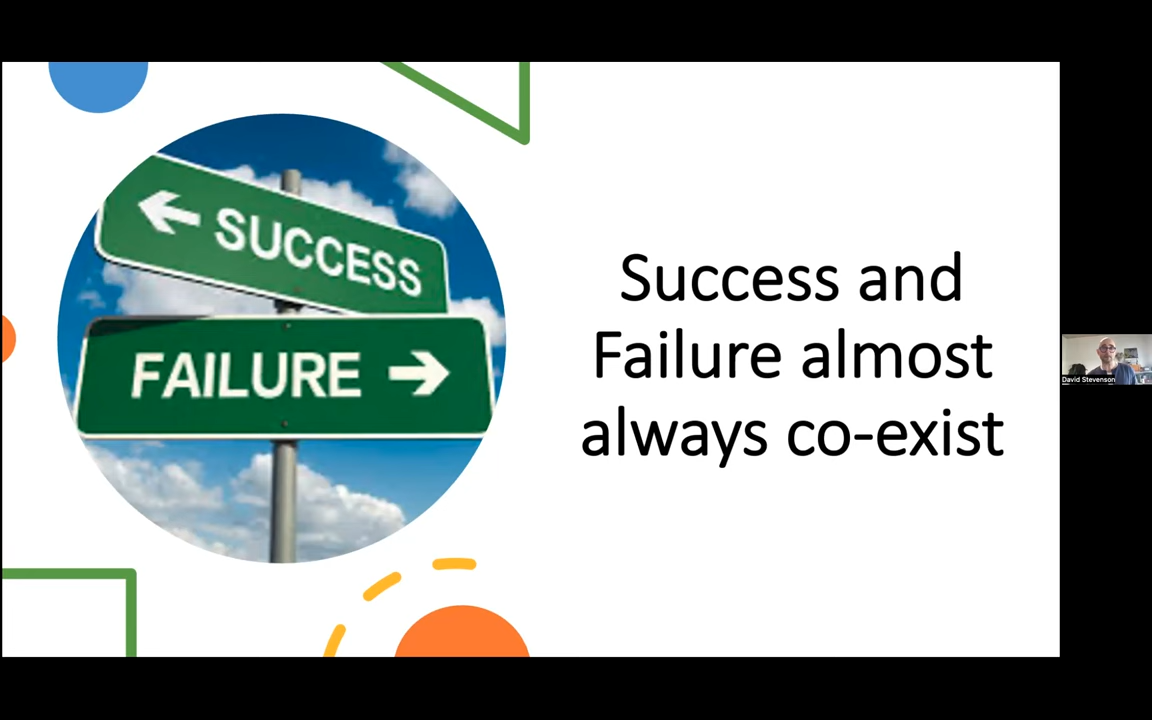 SUCCESS
FAILURE
Success and
Failure almost
always co-exist
David Stevenson